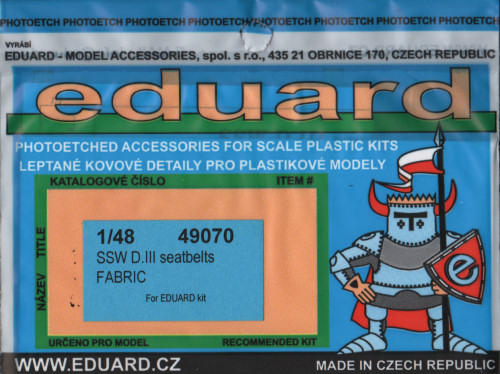 PHOTOETCH PHOTOETCH PHOTOETCH PHOTOETCH PHOTOETCH PHOTOETCH PHOTOETCH
VYRÁBÍ
EDUARD - MODEL ACCESSORIES, spol. s r.o., 435 21 OBRNICE 170, CZECH REPUBLIC
eduard
PHOTOETCHED ACCESSORIES FOR SCALE PLASTIC KITS
LEPTANÉ KOVOVÉ DETAILY PRO PLASTIKOVÉ MODELY
KATALOGOVÉ ČÍSLO ITEM #
NÁZEV TITLE
1/48 49070
SSW D.III seatbelts
FABRIC
For EDUARD kit
URČENO PRO MODEL RECOMMENDED KIT
e
WWW.EDUARD.CZ MADE IN CZECH REPUBLIC